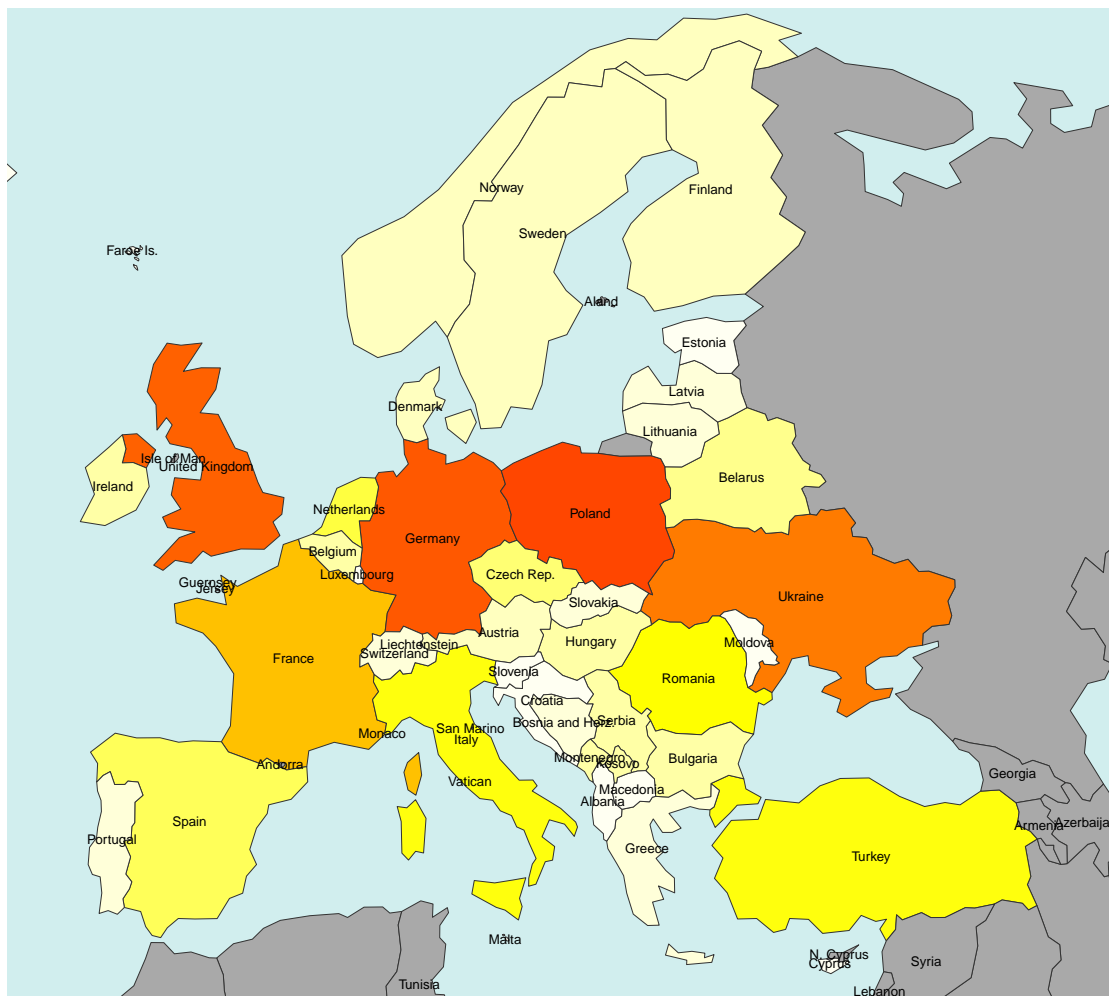 Norway
Finland
Sweden
Faroe Is.
Aland
Estonia
Latvia
Denmark
Lithuania
Isle of Man
United Kingdom
Belarus
Ireland
Netherlands
Poland
Germany
Belgium
Luxembourg
Czech Rep.
Guernsey
Jersey
Slovakia
Ukraine
Austria
Hungary
Moldova
Liechtenstein
Switzerland
France
Slovenia
Romania
Croatia
San Marino
Bosnia and Herz.
Serbia
Monaco
Italy
Montenegro
Kosovo
Bulgaria
Andorra
Georgia
Vatican
Macedonia
Albania
Spain
Armenia
Azerbaija
Portugal
Greece
Turkey
Malta
N. Cyprus
Cyprus
Syria
Tunisia
Lebanon